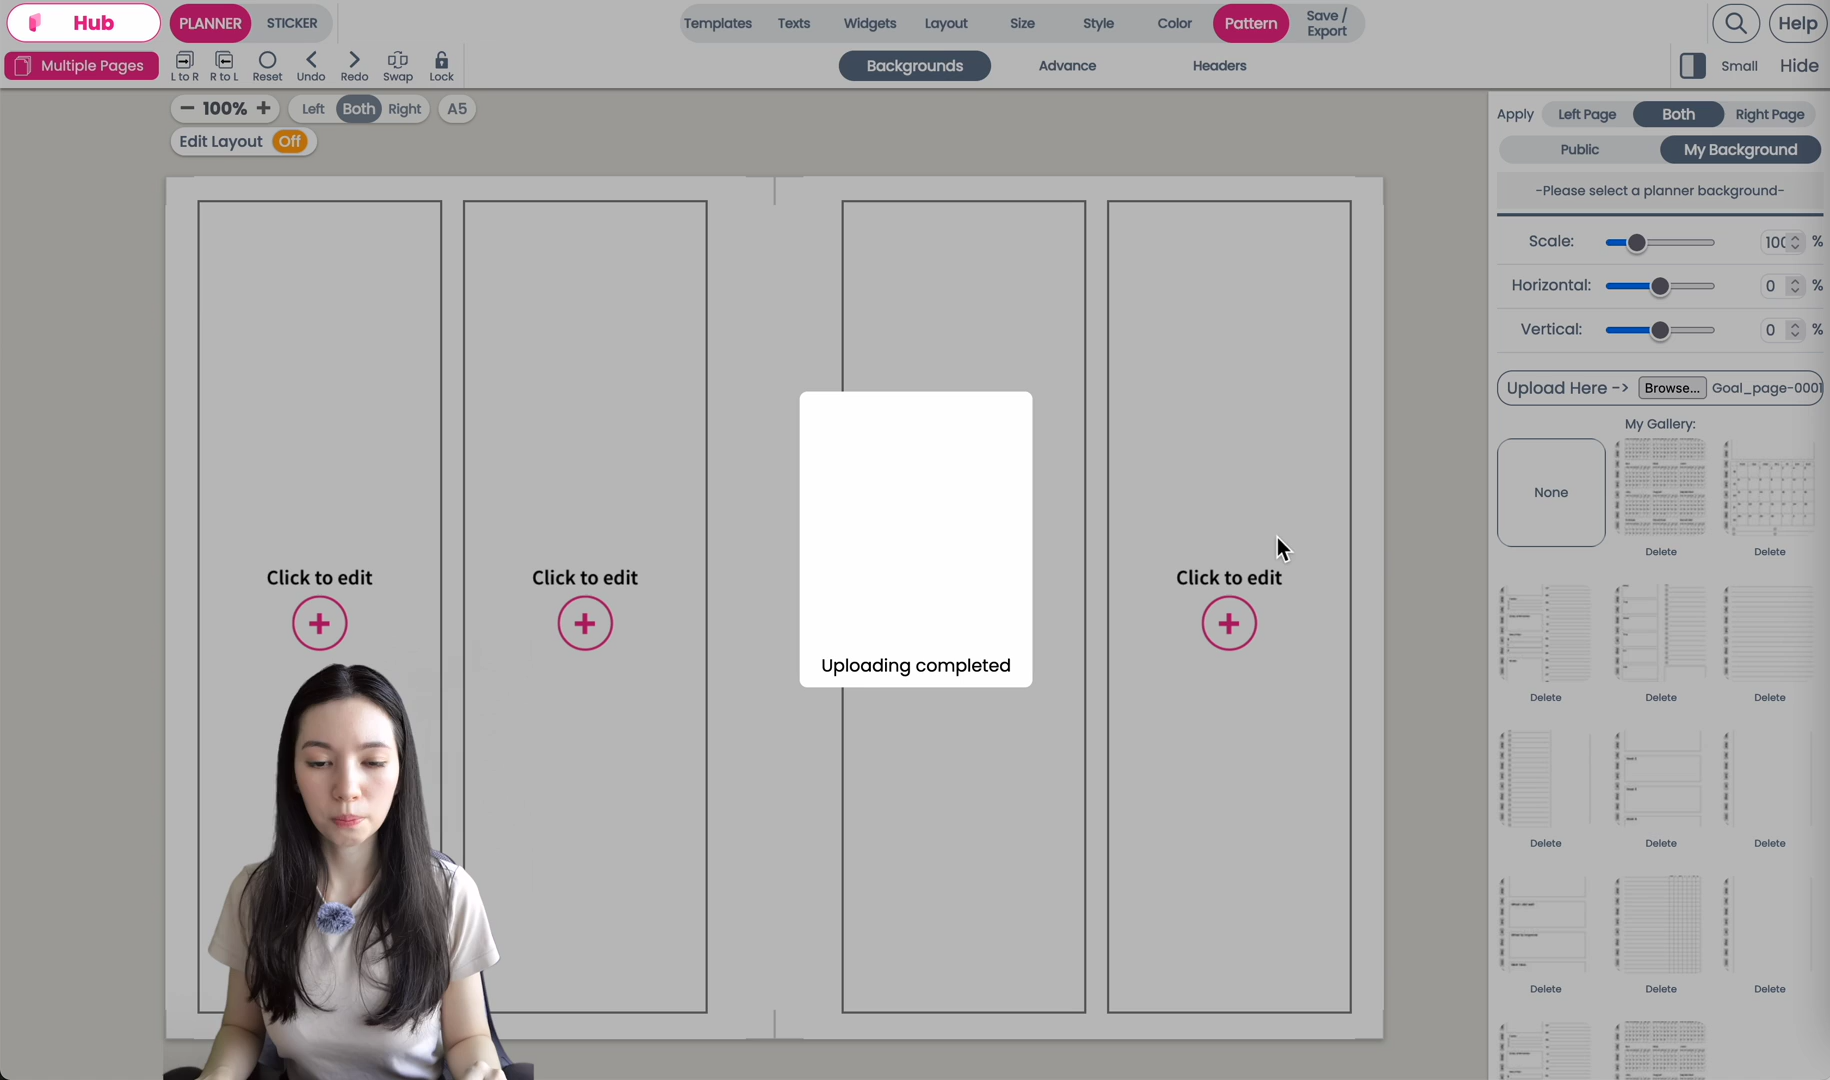 Hub
PLANNER
STICKER
Templates
Texts
Widgets
Layout
Size
Style
Color
Pattern
Save /
Export
Help
Multiple Pages
L to R
R to L
Reset
Undo
Redo
Swap
Lock
Backgrounds
Advance
Headers
Small
Hide
100%
Left
Both
Right
A5
Edit Layout
Off
Apply
Left Page
Both
Right Page
Public
My Background
-Please select a planner background-
Scale:
100
%
Horizontal:
0
%
Vertical:
0
%
Upload Here ->
Browse...
Goal_page-0001
My Gallery:
None
Delete
Delete
Click to edit
Click to edit
Click to edit
Uploading completed
Delete
Delete
Delete
Delete
Delete
Delete
Delete
Delete
Delete